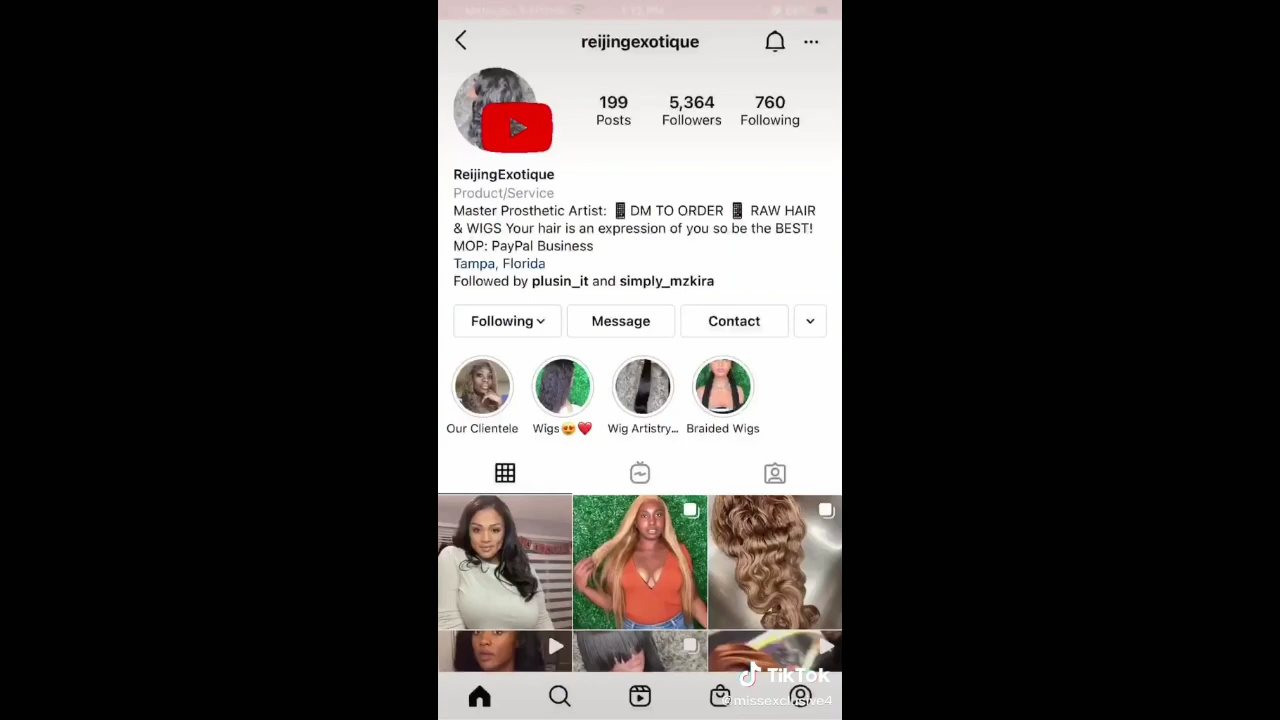 reijingexotique
199 5,364 760
Posts Followers Following
ReijingExotique
Product/Service
Master Prosthetic Artist: 📱DM TO ORDER 📱 RAW HAIR
& WIGS Your hair is an expression of you so be the BEST!
MOP: PayPal Business
Tampa, Florida
Followed by plusin_it and simply_mzkira
Following Message Contact
Our Clientele Wigs😍❤️ Wig Artistry... Braided Wigs
TikTok
@missexclusive4